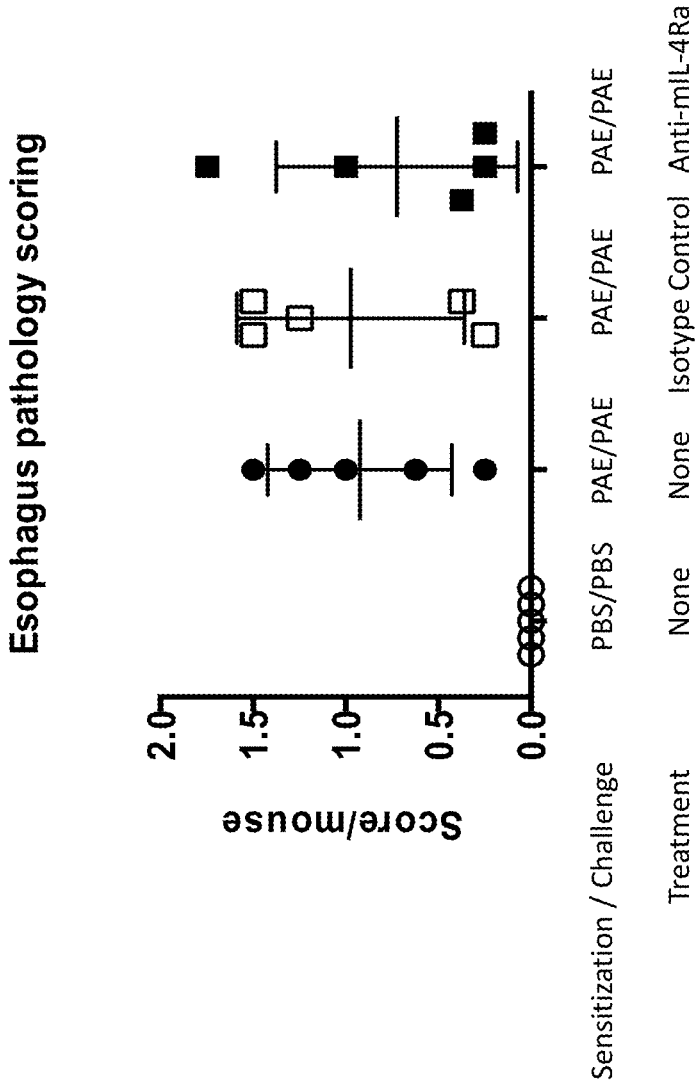 Esophagus pathology scoring
2.0
1.5
1.0
0.5
0.0
Score/mouse
Sensitization / Challenge PBS/PBS PAE/PAE PAE/PAE PAE/PAE
Treatment None None Isotype Control Anti-mIL-4Ra